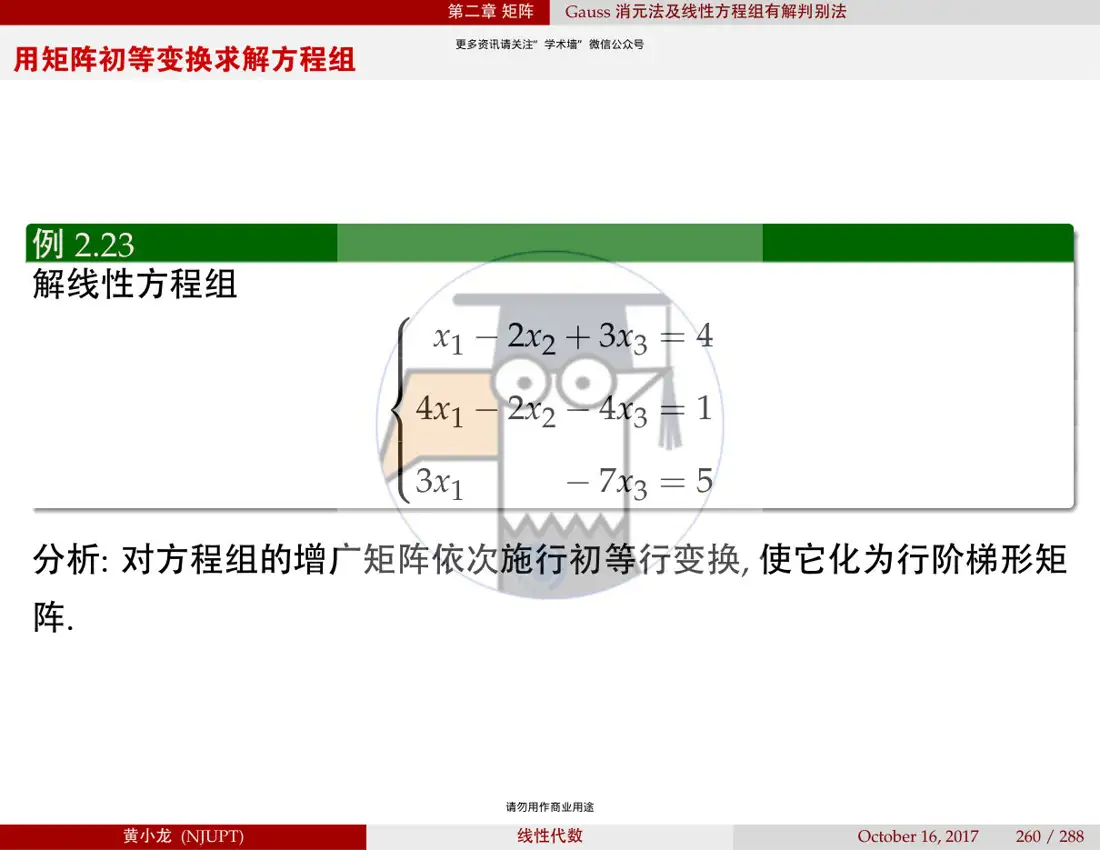 第二章 矩阵 Gauss 消元法及线性方程组有解判别法
更多资讯请关注“学术墙”微信公众号
用矩阵初等变换求解方程组
例 2.23
解线性方程组
x₁ − 2x₂ + 3x₃ = 4
4x₁ − 2x₂ − 4x₃ = 1
3x₁ − 7x₃ = 5
分析: 对方程组的增广矩阵依次施行初等行变换, 使它化为行阶梯形矩
阵.
请勿用作商业用途
黄小龙 (NJUPT) 线性代数 October 16, 2017 260 / 288